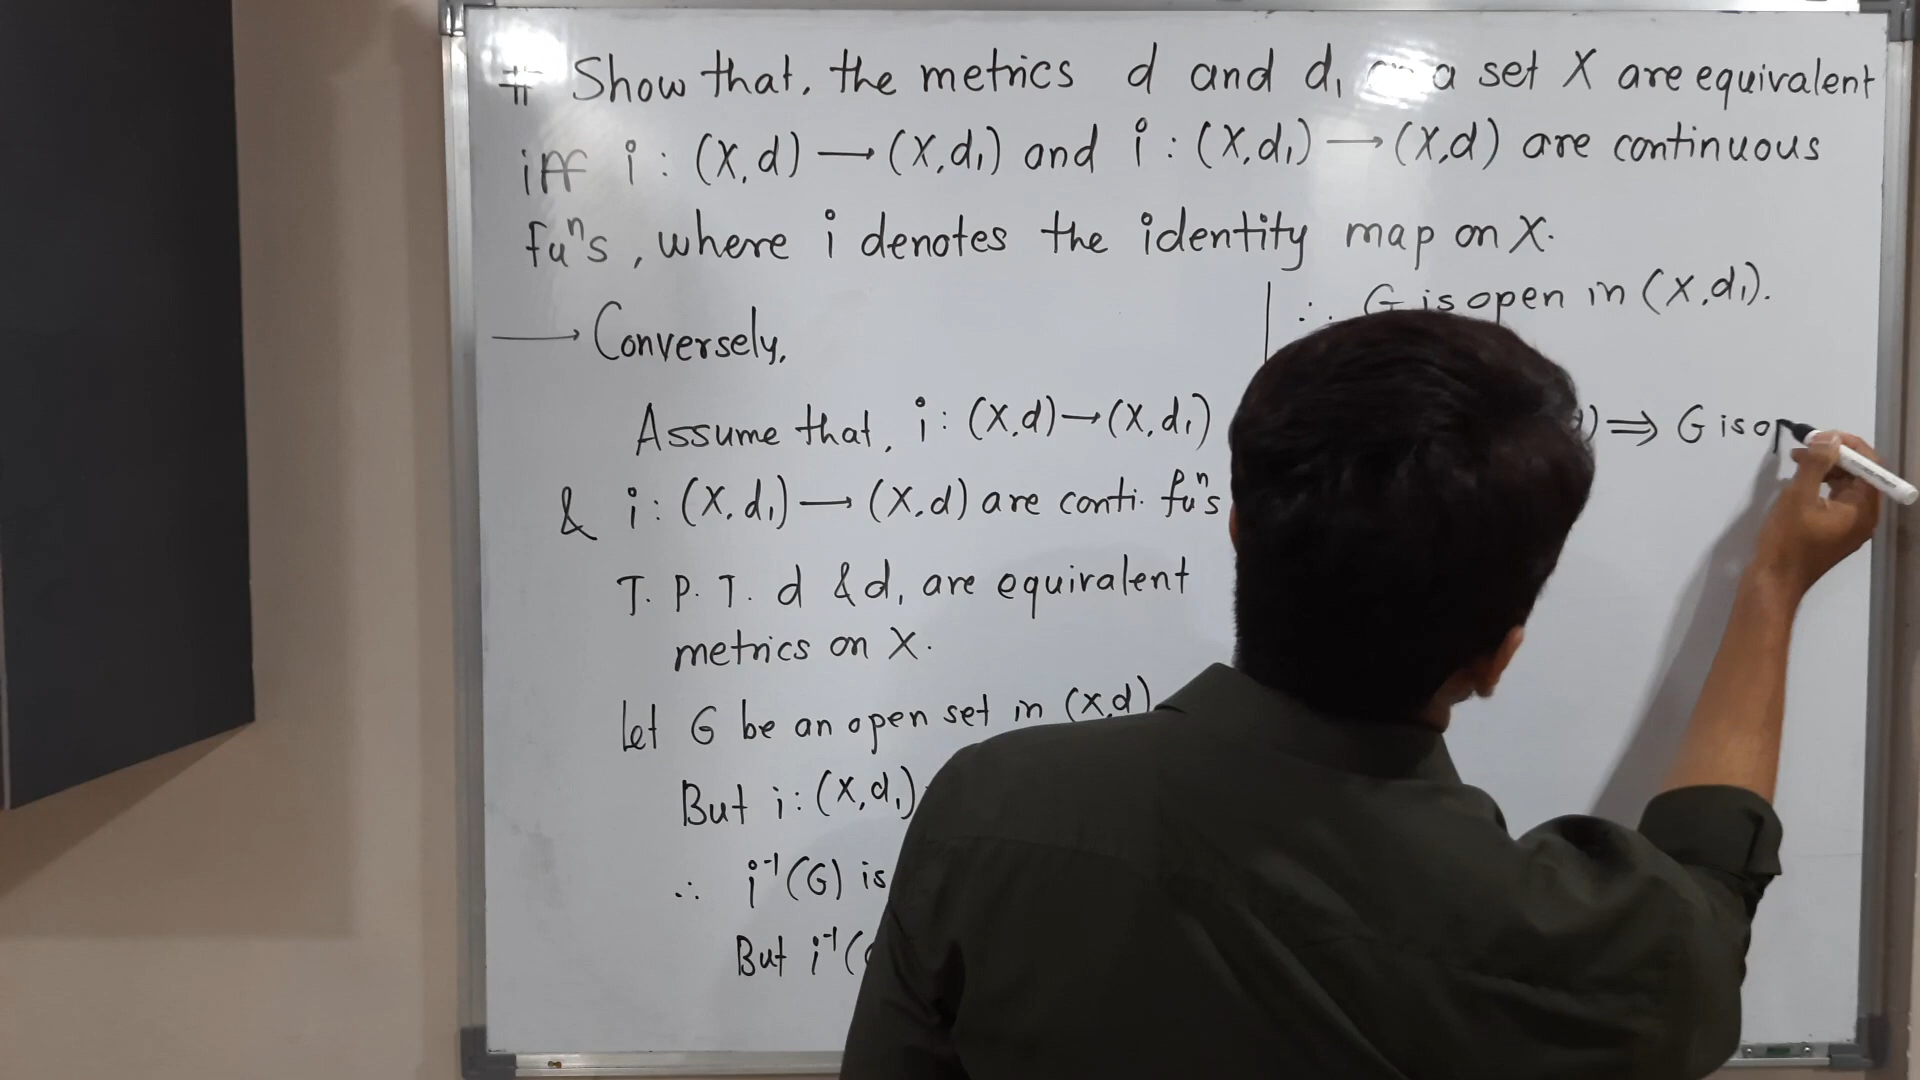 # Show that, the metrics d and d₁ a set X are equivalent
iff i : (X,d) → (X,d₁) and i : (X,d₁) → (X,d) are continuous
fuⁿs, where i denotes the identity map on X.
→ Conversely,
Assume that, i : (X,d) → (X,d₁)
& i : (X,d₁) → (X,d) are conti. fuⁿs
T. P. T. d & d₁ are equivalent
metrics on X.
Let G be an open set in (X,d)
But i : (X,d₁)
∴ i⁻¹(G) is
But i⁻¹(
∴ G is open in (X,d₁).
) ⇒ G is op